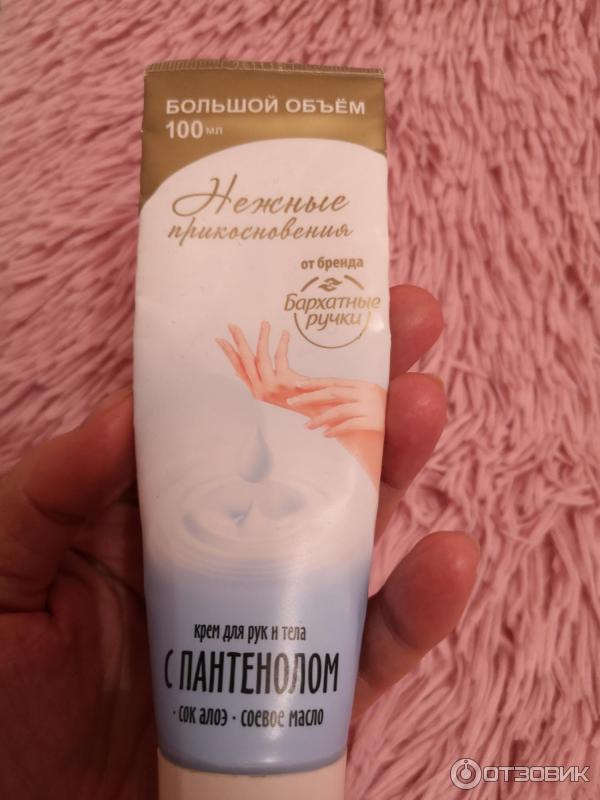 БОЛЬШОЙ ОБЪЁМ
100 мл
Нежные
прикосновения
от бренда
Бархатные
ручки
крем для рук и тела
С ПАНТЕНОЛОМ
· сок алоэ · соевое масло
ОТЗОВИК